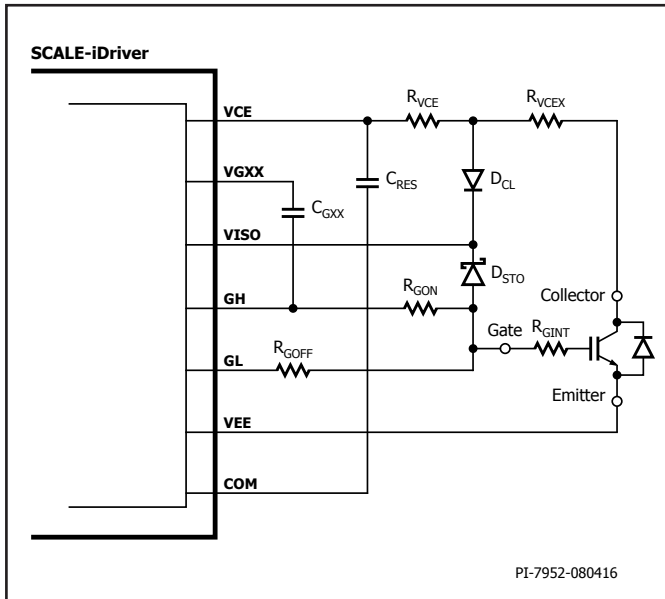 SCALE-iDriver
VCE
RVCE
RVCEX
VGXX
CGXX
CRES
DCL
VISO
DSTO
GH
RGON
Collector
Gate
RGINT
GL
RGOFF
Emitter
VEE
COM
PI-7952-080416